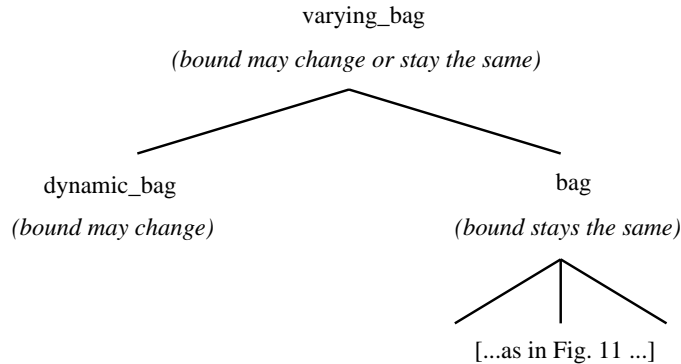 varying_bag
(bound may change or stay the same)
dynamic_bag
(bound may change)
bag
(bound stays the same)
[...as in Fig. 11 ...]